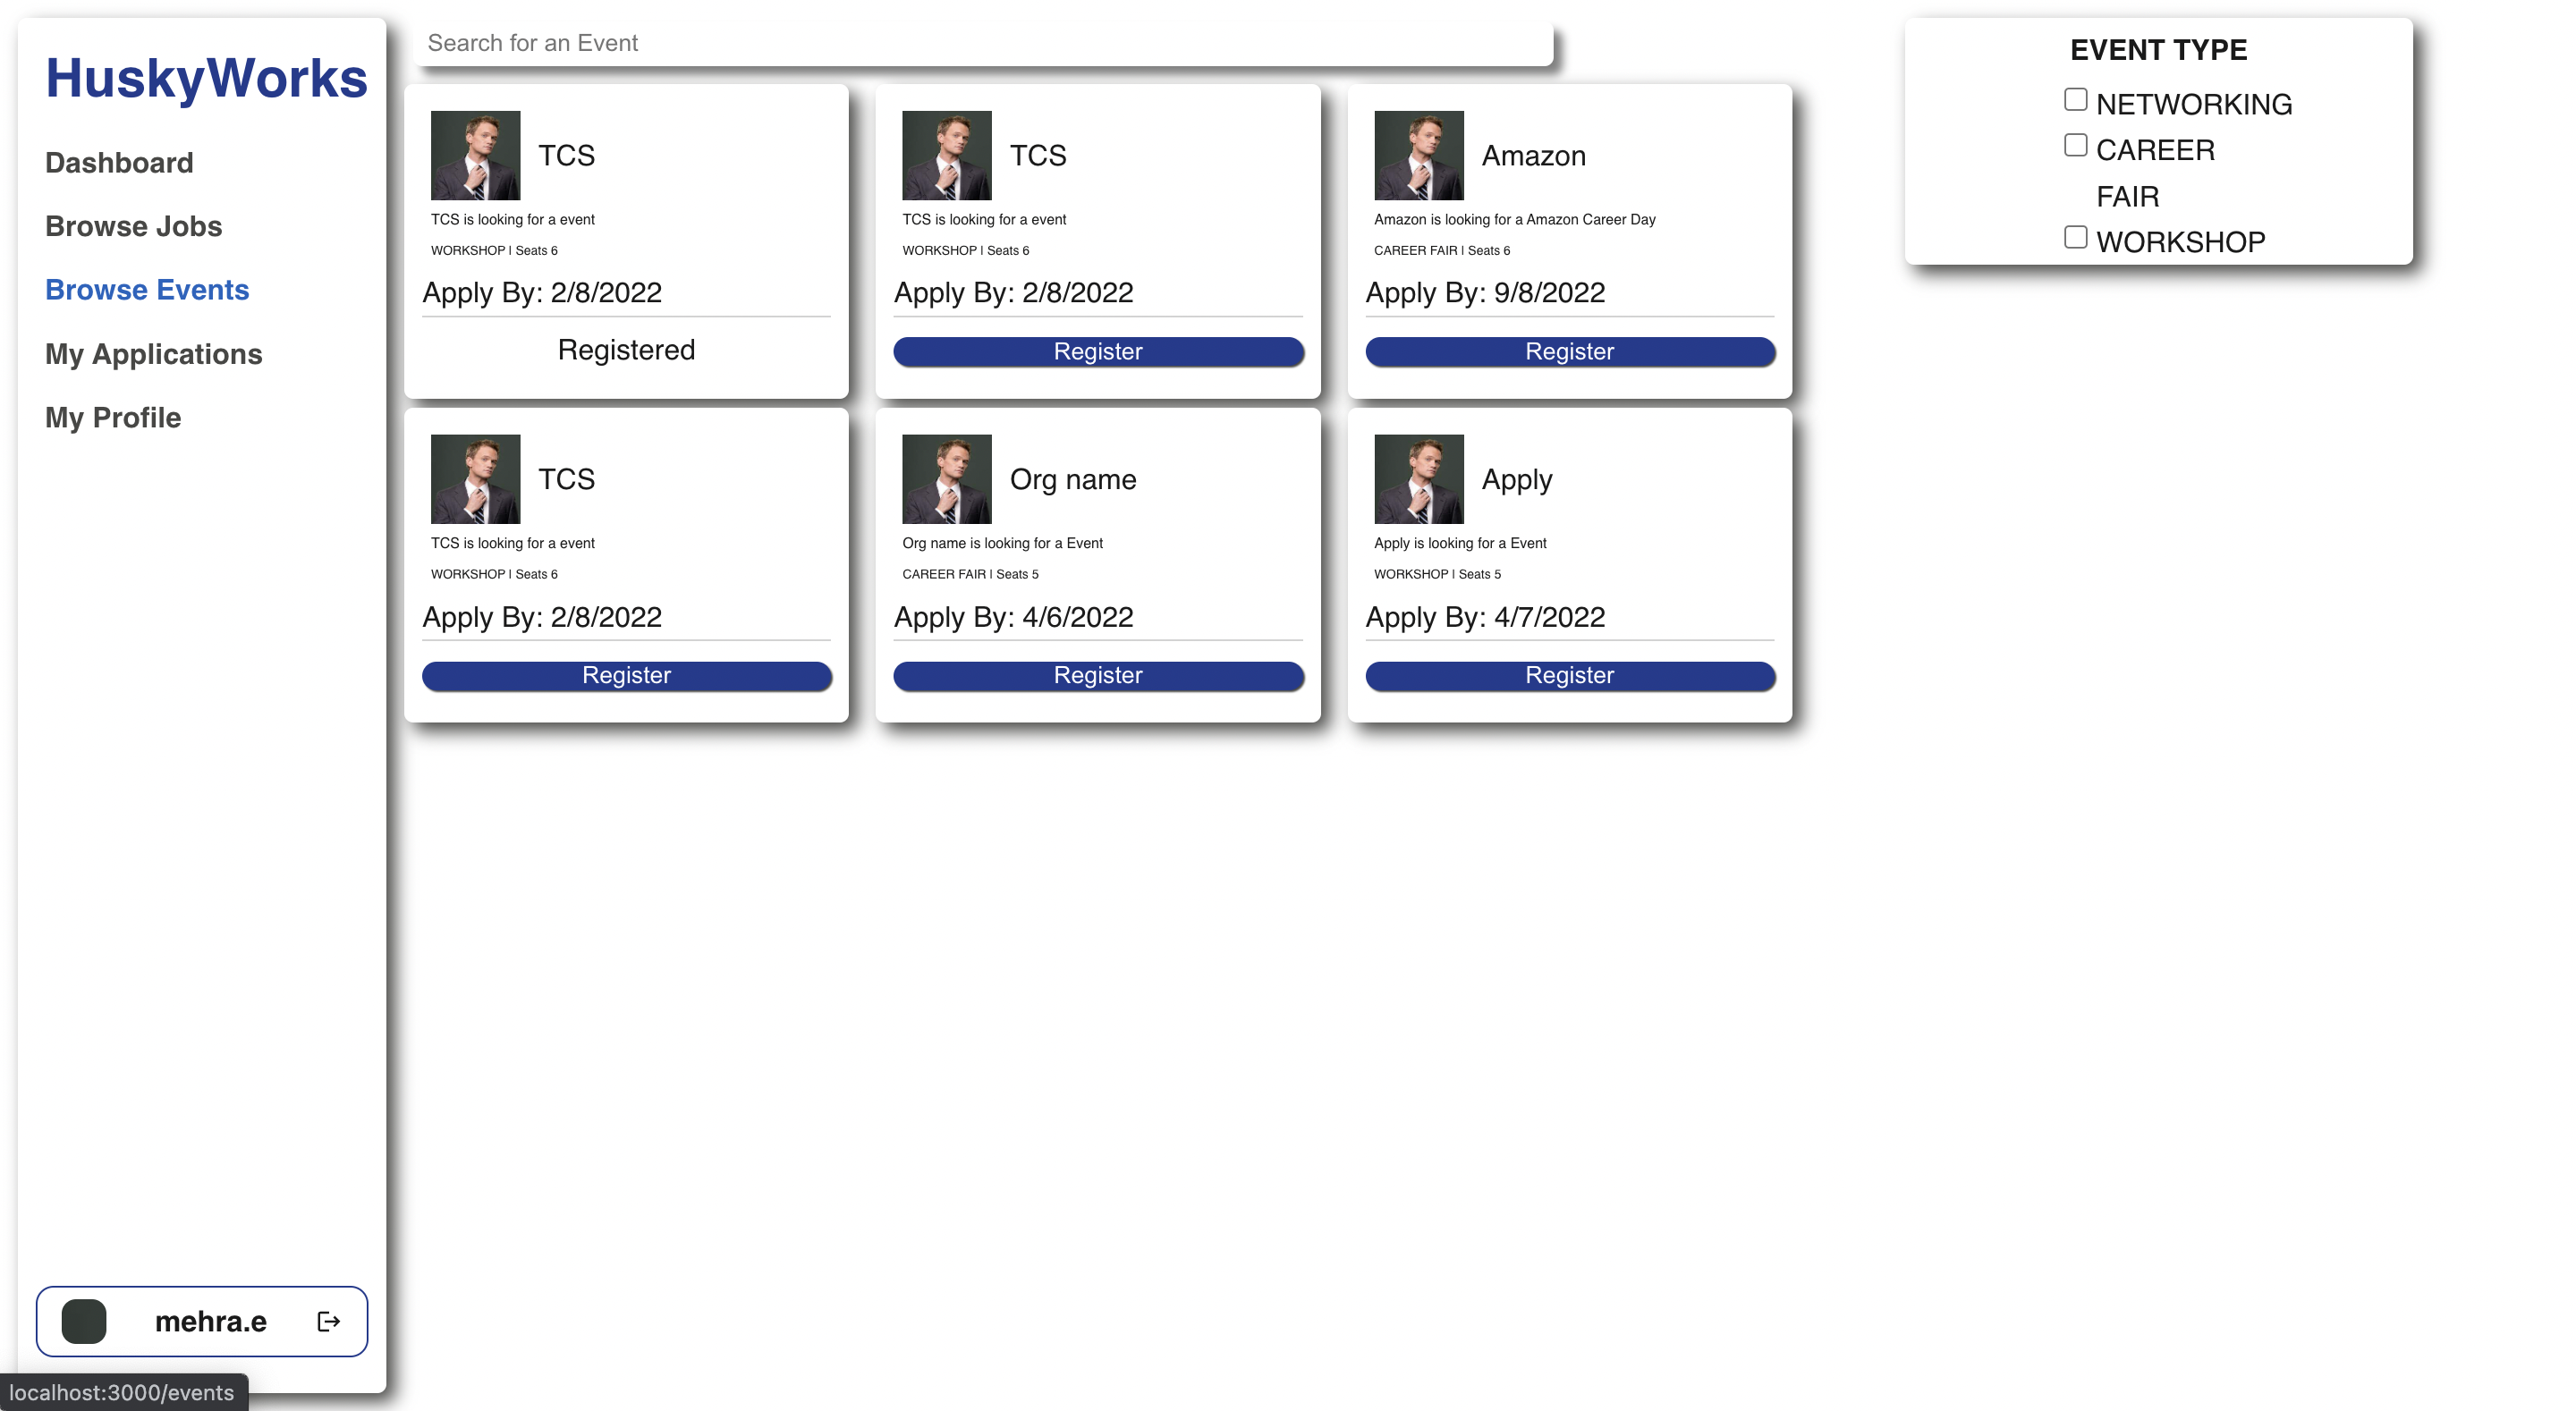 HuskyWorks
Dashboard
Browse Jobs
Browse Events
My Applications
My Profile
mehra.e
localhost:3000/events
Search for an Event
TCS
TCS is looking for a event
WORKSHOP | Seats 6
Apply By: 2/8/2022
Registered
TCS
TCS is looking for a event
WORKSHOP | Seats 6
Apply By: 2/8/2022
Register
Amazon
Amazon is looking for a Amazon Career Day
CAREER FAIR | Seats 6
Apply By: 9/8/2022
Register
TCS
TCS is looking for a event
WORKSHOP | Seats 6
Apply By: 2/8/2022
Register
Org name
Org name is looking for a Event
CAREER FAIR | Seats 5
Apply By: 4/6/2022
Register
Apply
Apply is looking for a Event
WORKSHOP | Seats 5
Apply By: 4/7/2022
Register
EVENT TYPE
NETWORKING
CAREER
FAIR
WORKSHOP